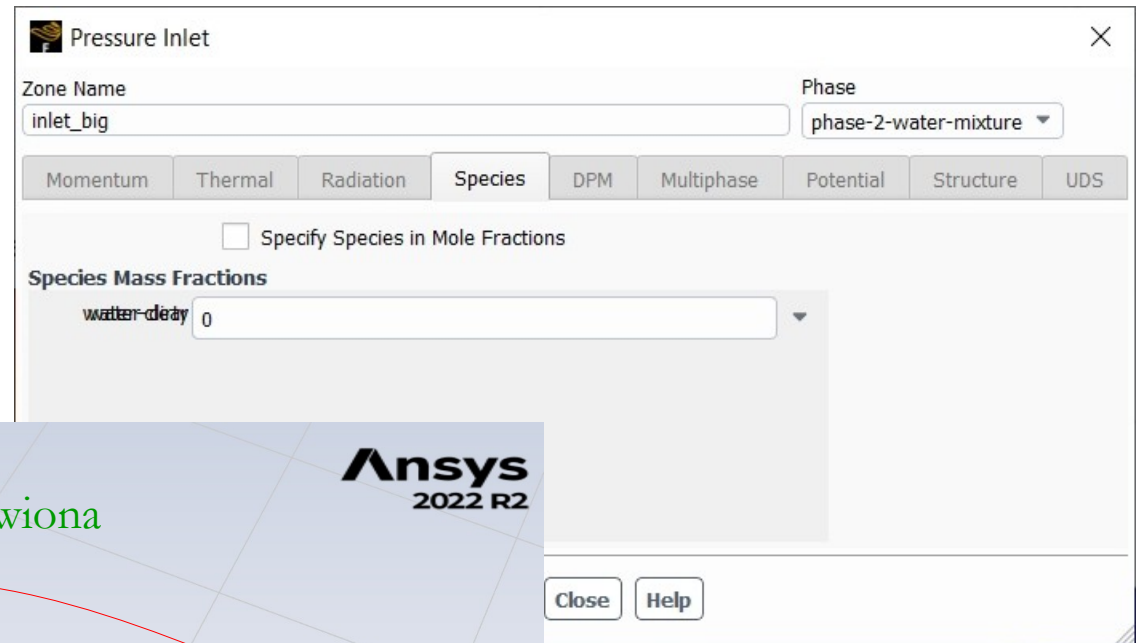 Pressure Inlet
Zone Name
Phase
inlet_big
phase-2-water-mixture
Momentum Thermal Radiation Species DPM Multiphase Potential Structure UDS
Specify Species in Mole Fractions
Species Mass Fractions
0
Ansys
2022 R2
wiona
Close Help